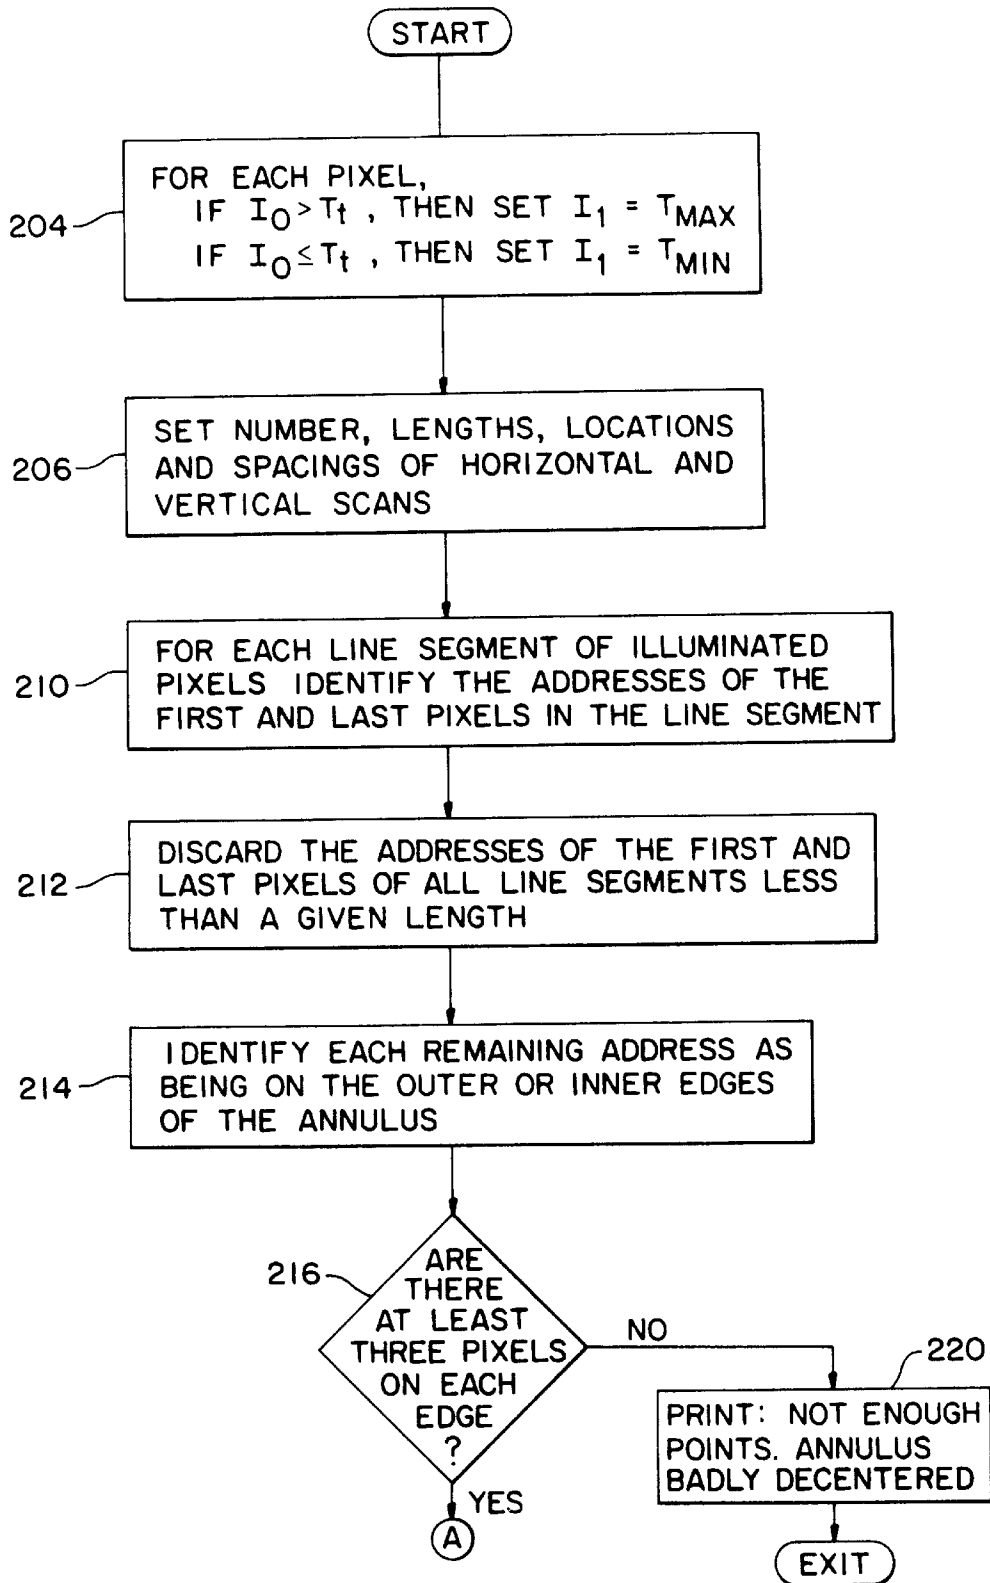 START
204
FOR EACH PIXEL,
IF I0 > Tt , THEN SET I1 = TMAX
IF I0 ≤ Tt , THEN SET I1 = TMIN
206
SET NUMBER, LENGTHS, LOCATIONS
AND SPACINGS OF HORIZONTAL AND
VERTICAL SCANS
210
FOR EACH LINE SEGMENT OF ILLUMINATED
PIXELS IDENTIFY THE ADDRESSES OF THE
FIRST AND LAST PIXELS IN THE LINE SEGMENT
212
DISCARD THE ADDRESSES OF THE FIRST AND
LAST PIXELS OF ALL LINE SEGMENTS LESS
THAN A GIVEN LENGTH
214
IDENTIFY EACH REMAINING ADDRESS AS
BEING ON THE OUTER OR INNER EDGES
OF THE ANNULUS
216
ARE
THERE
AT LEAST
THREE PIXELS
ON EACH
EDGE
?
NO
220
PRINT: NOT ENOUGH
POINTS. ANNULUS
BADLY DECENTERED
YES
A
EXIT